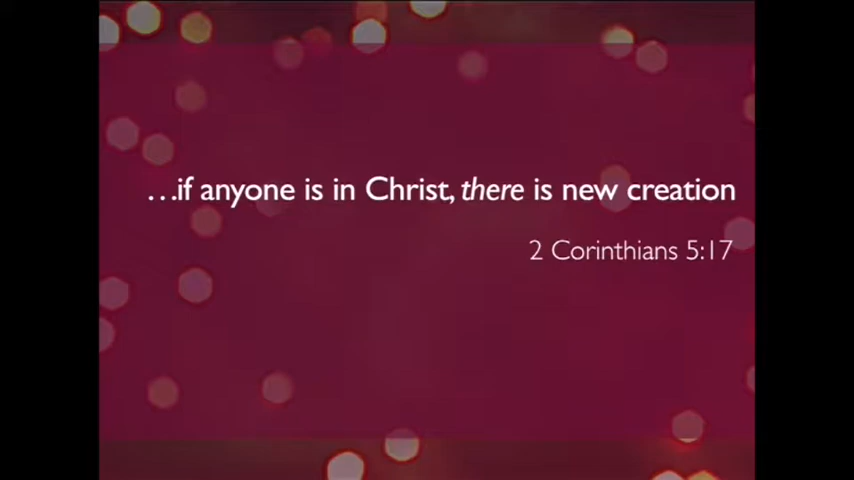 …if anyone is in Christ, there is new creation
2 Corinthians 5:17